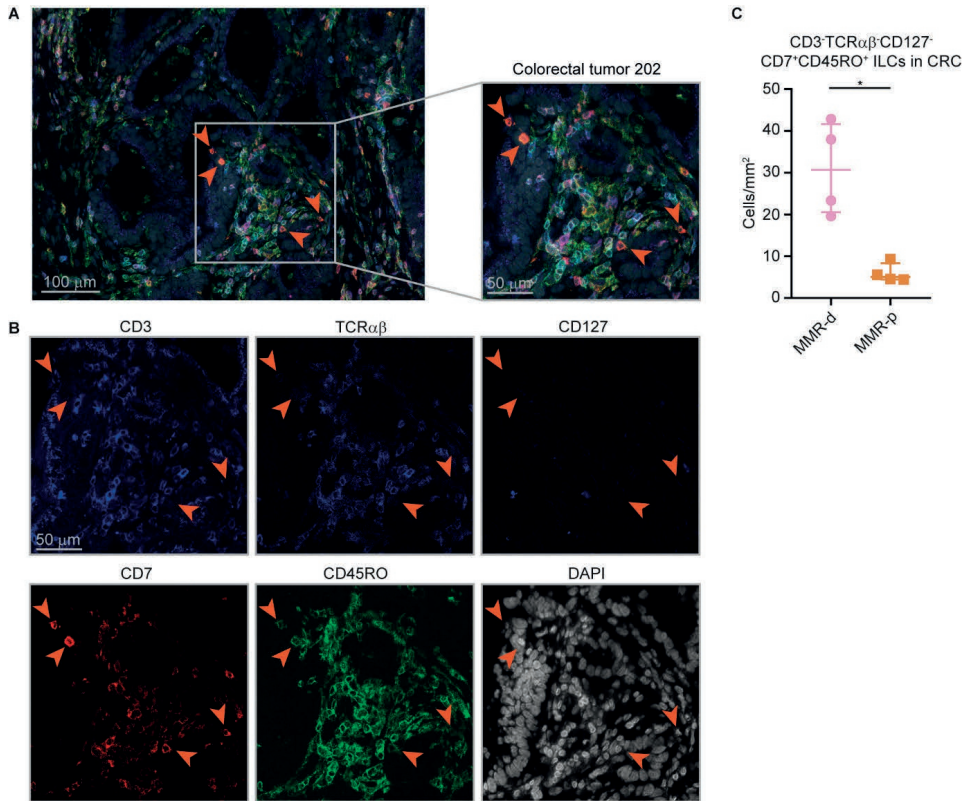 A
Colorectal tumor 202
100 μm
50 μm
B
CD3
TCRαβ
CD127
50 μm
CD7
CD45RO
DAPI
C
CD3⁻TCRαβ⁻CD127⁻
CD7⁺CD45RO⁺ ILCs in CRC
*
50
40
30
20
10
0
Cells/mm²
MMR-d
MMR-p